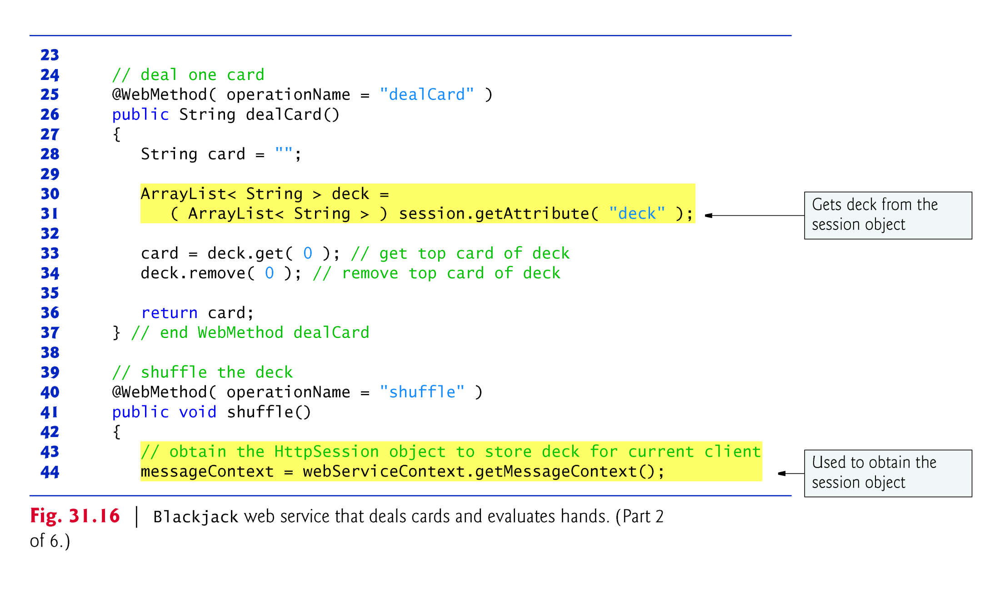 23
24 // deal one card
25 @WebMethod( operationName = "dealCard" )
26 public String dealCard()
27 {
28 String card = "";
29
30 ArrayList< String > deck =
31 ( ArrayList< String > ) session.getAttribute( "deck" );
Gets deck from the
session object
32
33 card = deck.get( 0 ); // get top card of deck
34 deck.remove( 0 ); // remove top card of deck
35
36 return card;
37 } // end WebMethod dealCard
38
39 // shuffle the deck
40 @WebMethod( operationName = "shuffle" )
41 public void shuffle()
42 {
43 // obtain the HttpSession object to store deck for current client
44 messageContext = webServiceContext.getMessageContext();
Used to obtain the
session object
Fig. 31.16 | Blackjack web service that deals cards and evaluates hands. (Part 2
of 6.)